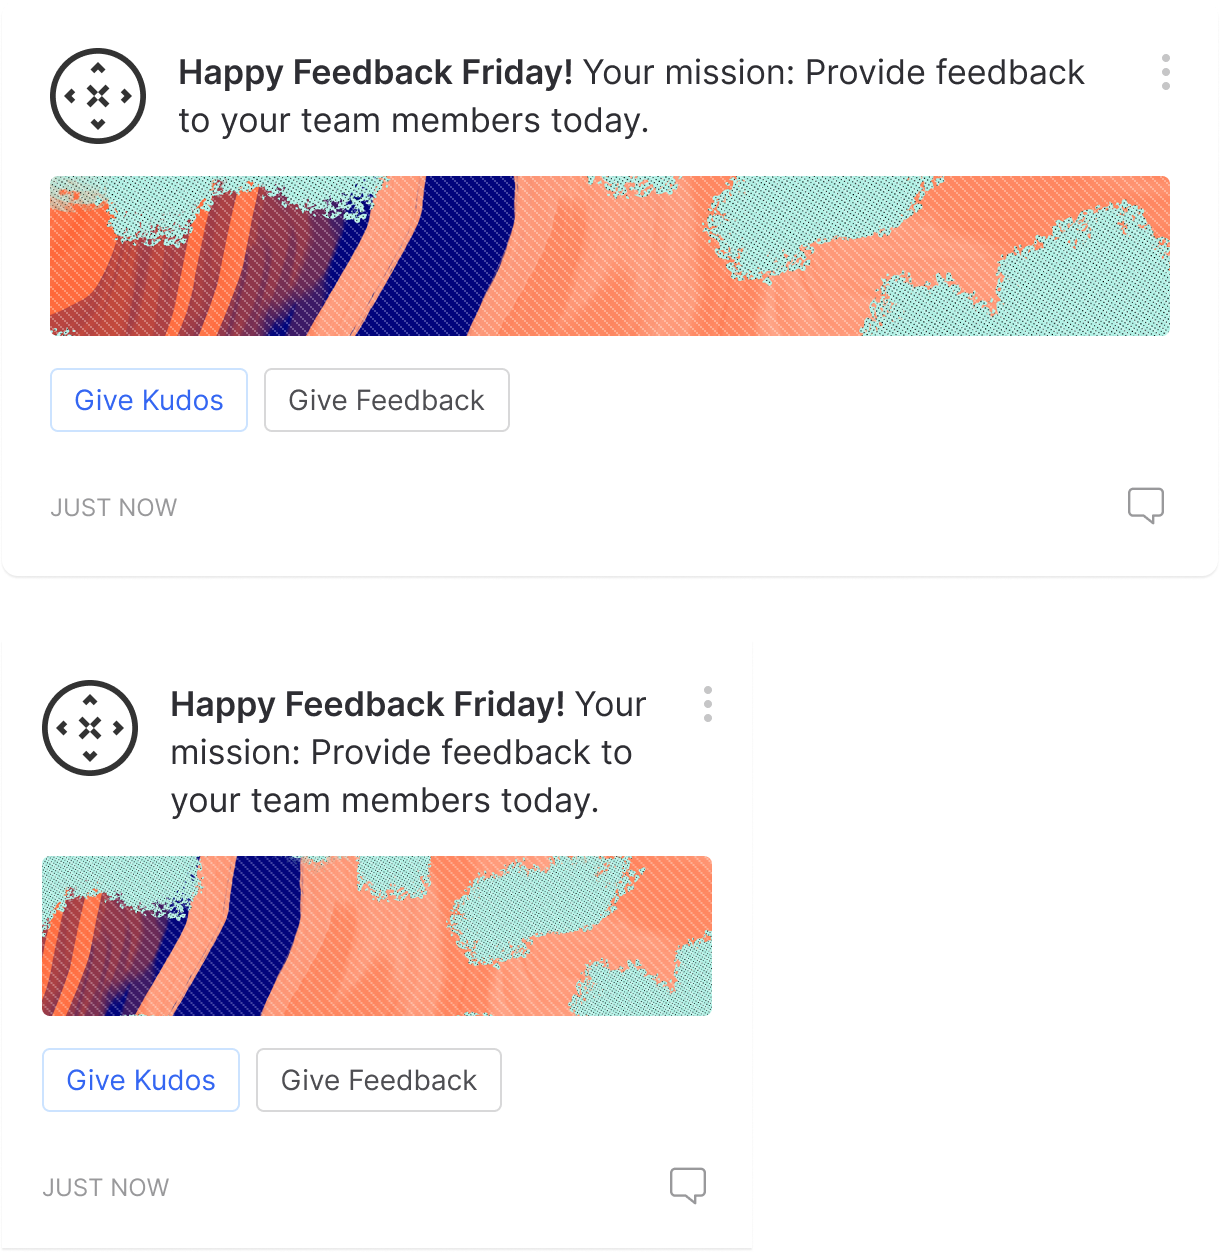 Happy Feedback Friday! Your mission: Provide feedback
to your team members today.
Give Kudos
Give Feedback
JUST NOW
Happy Feedback Friday! Your
mission: Provide feedback to
your team members today.
Give Kudos
Give Feedback
JUST NOW